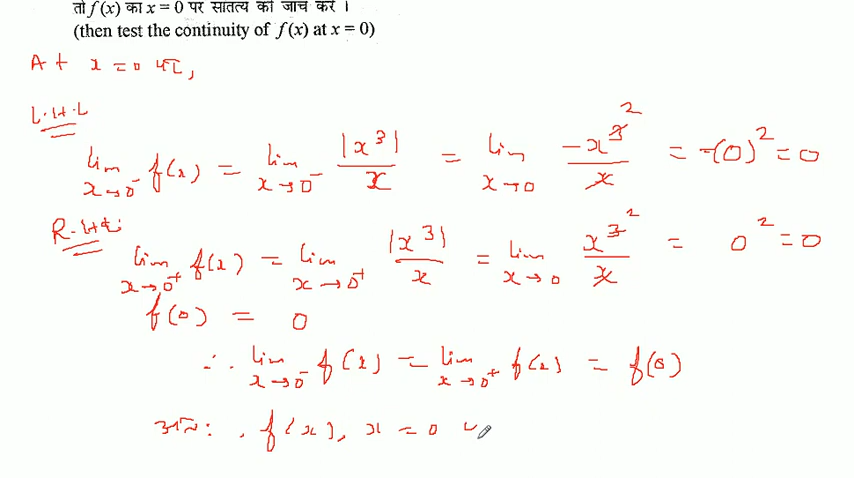 तो f(x) का x = 0 पर सातत्य की जाँच करें ।
(then test the continuity of f(x) at x = 0)
At x = 0 पर,
L.H.L
lim x→0⁻ f(x) = lim x→0⁻ |x³|/x = lim x→0 -x³/x 2 = -(0)² = 0
R.H.L
lim x→0⁺ f(x) = lim x→0⁺ |x³|/x = lim x→0 x³/x 2 = 0² = 0
f(0) = 0
∴ lim x→0⁻ f(x) = lim x→0⁺ f(x) = f(0)
अतः, f(x), x = 0